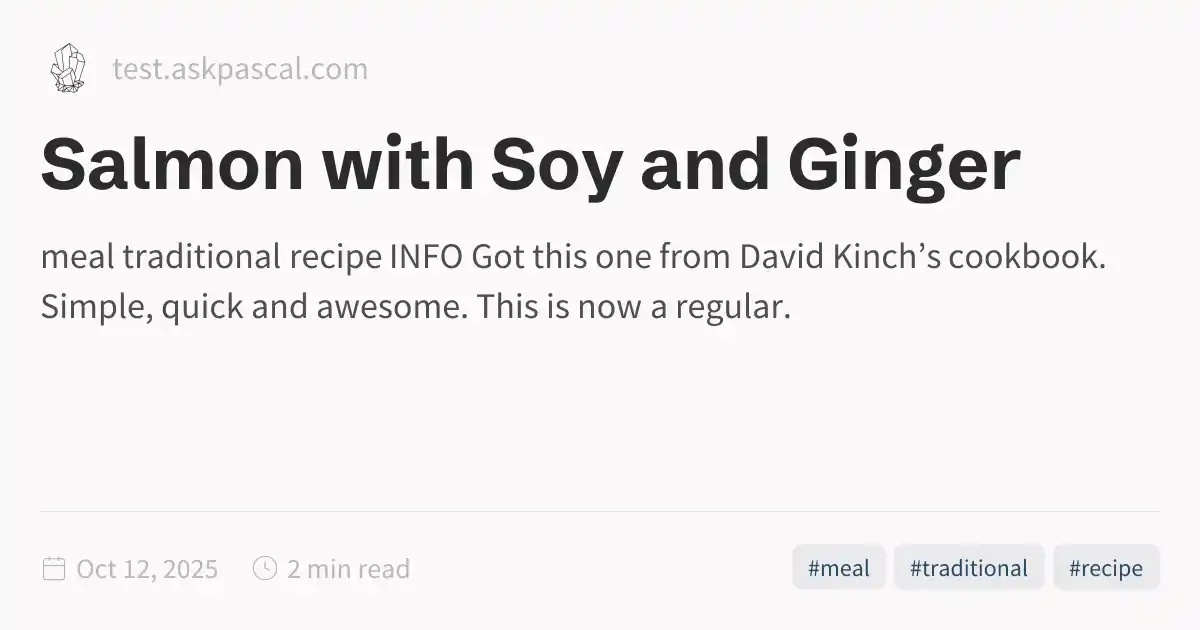 test.askpascal.com
Salmon with Soy and Ginger
meal traditional recipe INFO Got this one from David Kinch’s cookbook.
Simple, quick and awesome. This is now a regular.
Oct 12, 2025 2 min read #meal #traditional #recipe